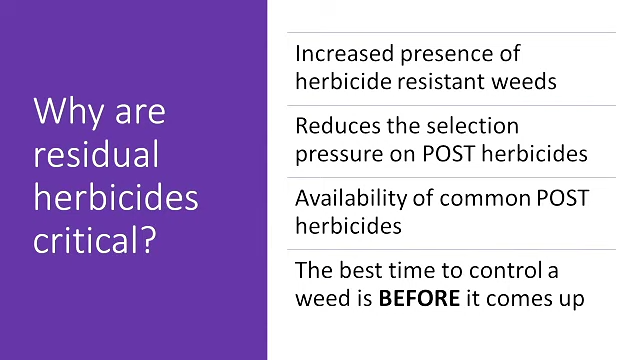 Why are
residual
herbicides
critical?
Increased presence of
herbicide resistant weeds
Reduces the selection
pressure on POST herbicides
Availability of common POST
herbicides
The best time to control a
weed is BEFORE it comes up